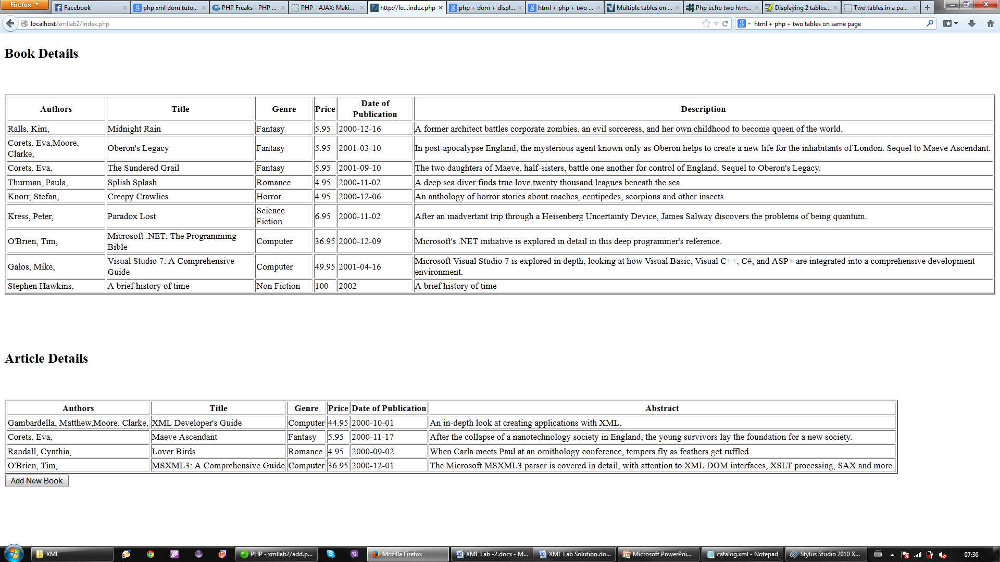 Firefox
Facebook
php xml dom tuto...
PHP Freaks - PHP ...
PHP - AJAX: Maki...
http://lo...index.php
php + dom + displ...
html + php + two ...
Multiple tables on ...
Php echo two htm...
Displaying 2 tables...
Two tables in a pa...
localhost/xmllab2/index.php
html + php + two tables on same page
Book Details
Authors Title Genre Price Date of Publication Description
Ralls, Kim, Midnight Rain Fantasy 5.95 2000-12-16 A former architect battles corporate zombies, an evil sorceress, and her own childhood to become queen of the world.
Corets, Eva,Moore, Clarke, Oberon's Legacy Fantasy 5.95 2001-03-10 In post-apocalypse England, the mysterious agent known only as Oberon helps to create a new life for the inhabitants of London. Sequel to Maeve Ascendant.
Corets, Eva, The Sundered Grail Fantasy 5.95 2001-09-10 The two daughters of Maeve, half-sisters, battle one another for control of England. Sequel to Oberon's Legacy.
Thurman, Paula, Splish Splash Romance 4.95 2000-11-02 A deep sea diver finds true love twenty thousand leagues beneath the sea.
Knorr, Stefan, Creepy Crawlies Horror 4.95 2000-12-06 An anthology of horror stories about roaches, centipedes, scorpions and other insects.
Kress, Peter, Paradox Lost Science Fiction 6.95 2000-11-02 After an inadvertant trip through a Heisenberg Uncertainty Device, James Salway discovers the problems of being quantum.
O'Brien, Tim, Microsoft .NET: The Programming Bible Computer 36.95 2000-12-09 Microsoft's .NET initiative is explored in detail in this deep programmer's reference.
Galos, Mike, Visual Studio 7: A Comprehensive Guide Computer 49.95 2001-04-16 Microsoft Visual Studio 7 is explored in depth, looking at how Visual Basic, Visual C++, C#, and ASP+ are integrated into a comprehensive development environment.
Stephen Hawkins, A brief history of time Non Fiction 100 2002 A brief history of time
Article Details
Authors Title Genre Price Date of Publication Abstract
Gambardella, Matthew,Moore, Clarke, XML Developer's Guide Computer 44.95 2000-10-01 An in-depth look at creating applications with XML.
Corets, Eva, Maeve Ascendant Fantasy 5.95 2000-11-17 After the collapse of a nanotechnology society in England, the young survivors lay the foundation for a new society.
Randall, Cynthia, Lover Birds Romance 4.95 2000-09-02 When Carla meets Paul at an ornithology conference, tempers fly as feathers get ruffled.
O'Brien, Tim, MSXML3: A Comprehensive Guide Computer 36.95 2000-12-01 The Microsoft MSXML3 parser is covered in detail, with attention to XML DOM interfaces, XSLT processing, SAX and more.
Add New Book
XML
PHP - xmllab2/add.p...
Mozilla Firefox
XML Lab -2.docx - M...
XML Lab Solution.do...
Microsoft PowerPoi...
catalog.xml - Notepad
Stylus Studio 2010 X...
07:36